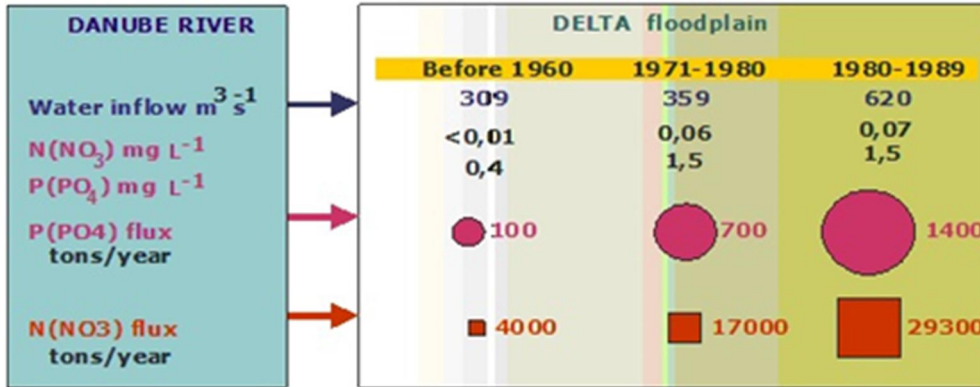 DANUBE RIVER
Water inflow m³ s⁻¹
N(NO₃) mg L⁻¹
P(PO₄) mg L⁻¹
P(PO4) flux
tons/year
N(NO3) flux
tons/year
DELTA floodplain
Before 1960 1971-1980 1980-1989
309 359 620
<0,01 0,06 0,07
0,4 1,5 1,5
100 700 1400
4000 17000 29300